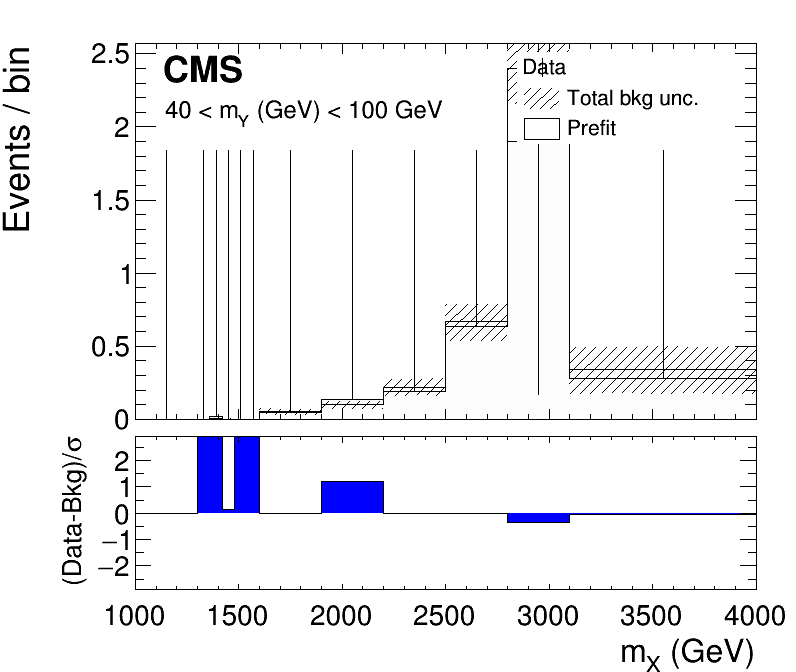 CMS
40 < mY (GeV) < 100 GeV
Data
Total bkg unc.
Prefit
Events / bin
2.5
2
1.5
1
0.5
0
(Data-Bkg)/σ
2
1
0
−1
−2
1000 1500 2000 2500 3000 3500 4000
mX (GeV)